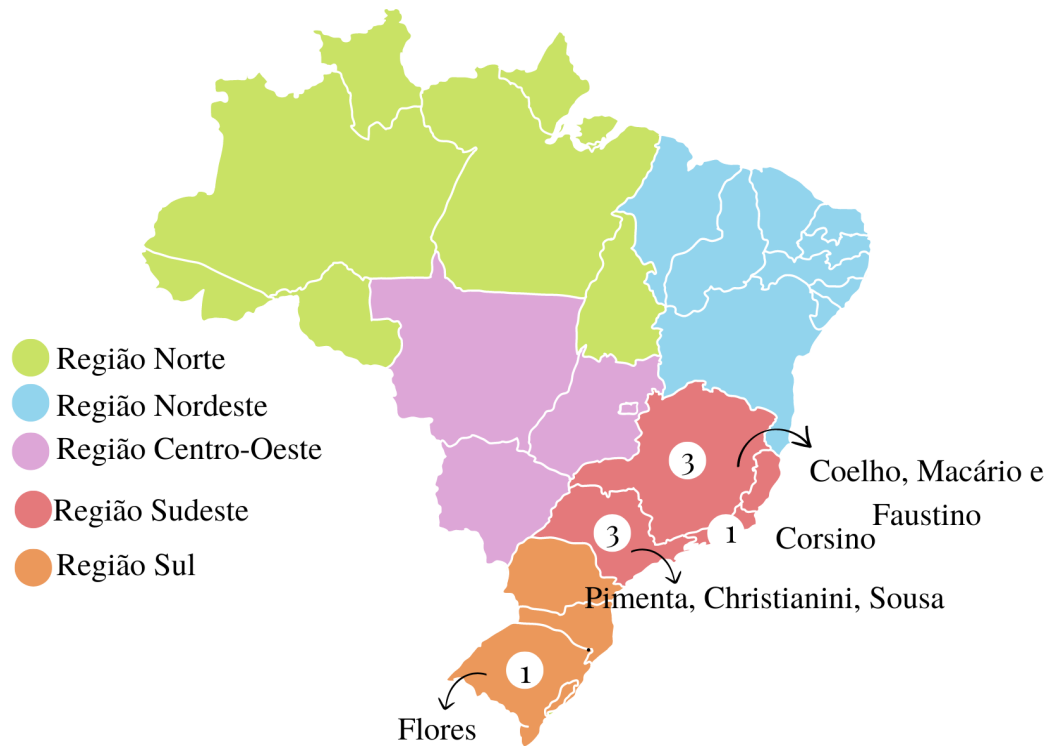 Região Norte
Região Nordeste
Região Centro-Oeste
Região Sudeste
Região Sul
3
Coelho, Macário e
Faustino
3
1
Corsino
Pimenta, Christianini, Sousa
1
Flores